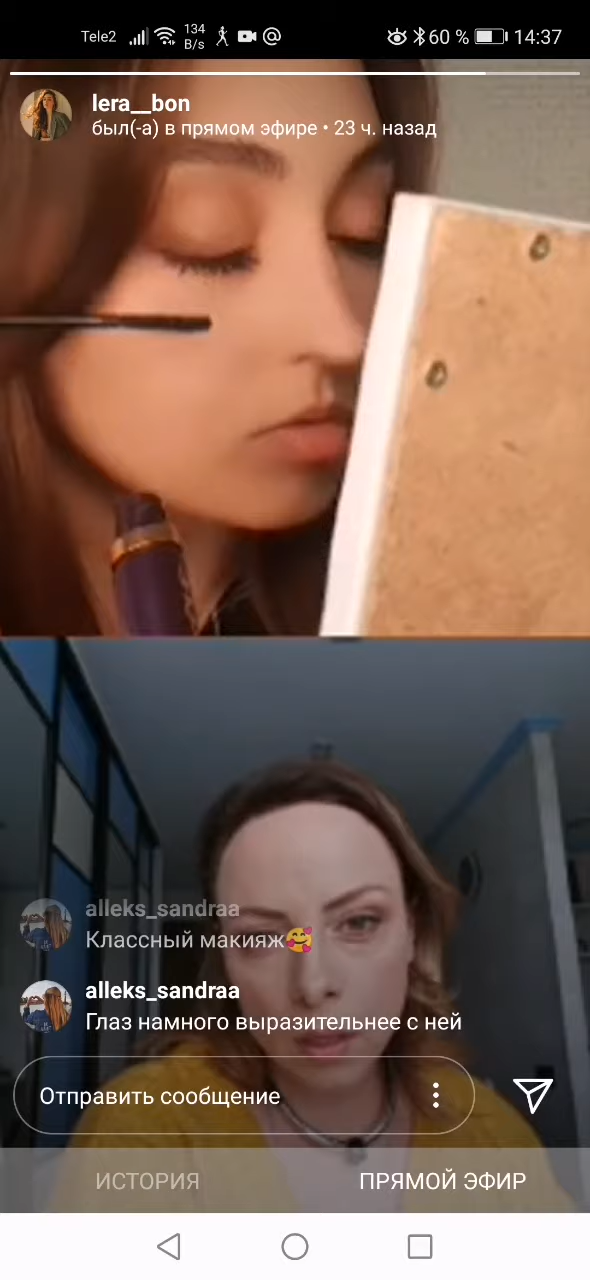 Tele2 134 B/s 60 % 14:37
lera__bon
был(-а) в прямом эфире • 23 ч. назад
alleks_sandraa
Классный макияж🥰
alleks_sandraa
Глаз намного выразительнее с ней
Отправить сообщение
ИСТОРИЯ ПРЯМОЙ ЭФИР